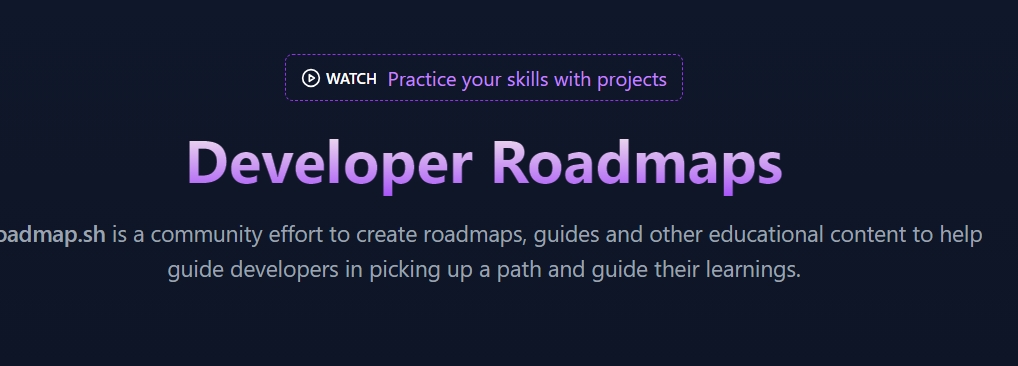 WATCH Practice your skills with projects
Developer Roadmaps
oadmap.sh is a community effort to create roadmaps, guides and other educational content to help
guide developers in picking up a path and guide their learnings.